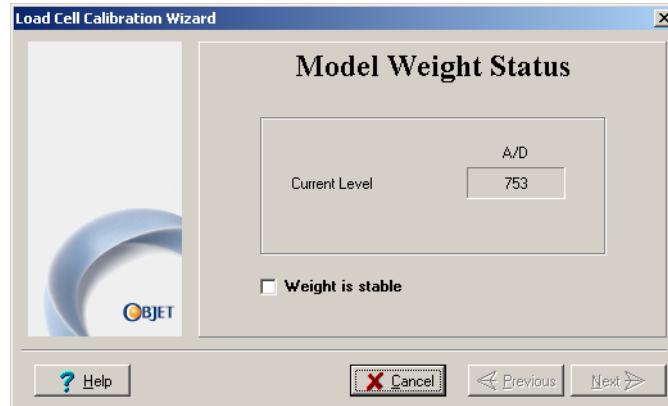 Load Cell Calibration Wizard
Model Weight Status
A/D
Current Level 753
Weight is stable
OBJET
? Help Cancel Previous Next